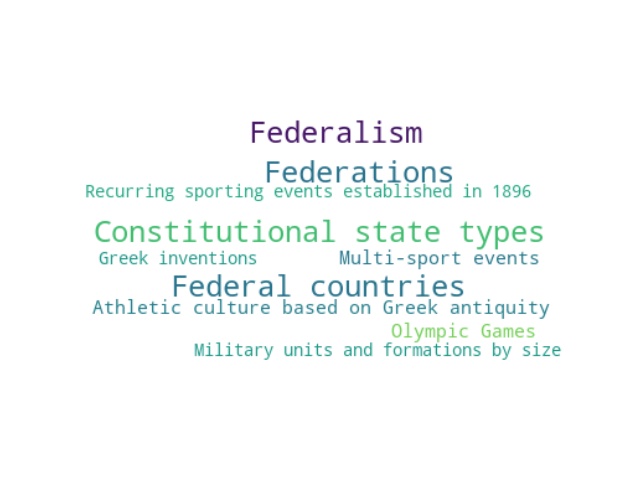 Federalism
Federations
Recurring sporting events established in 1896
Constitutional state types
Greek inventions
Multi-sport events
Federal countries
Athletic culture based on Greek antiquity
Olympic Games
Military units and formations by size